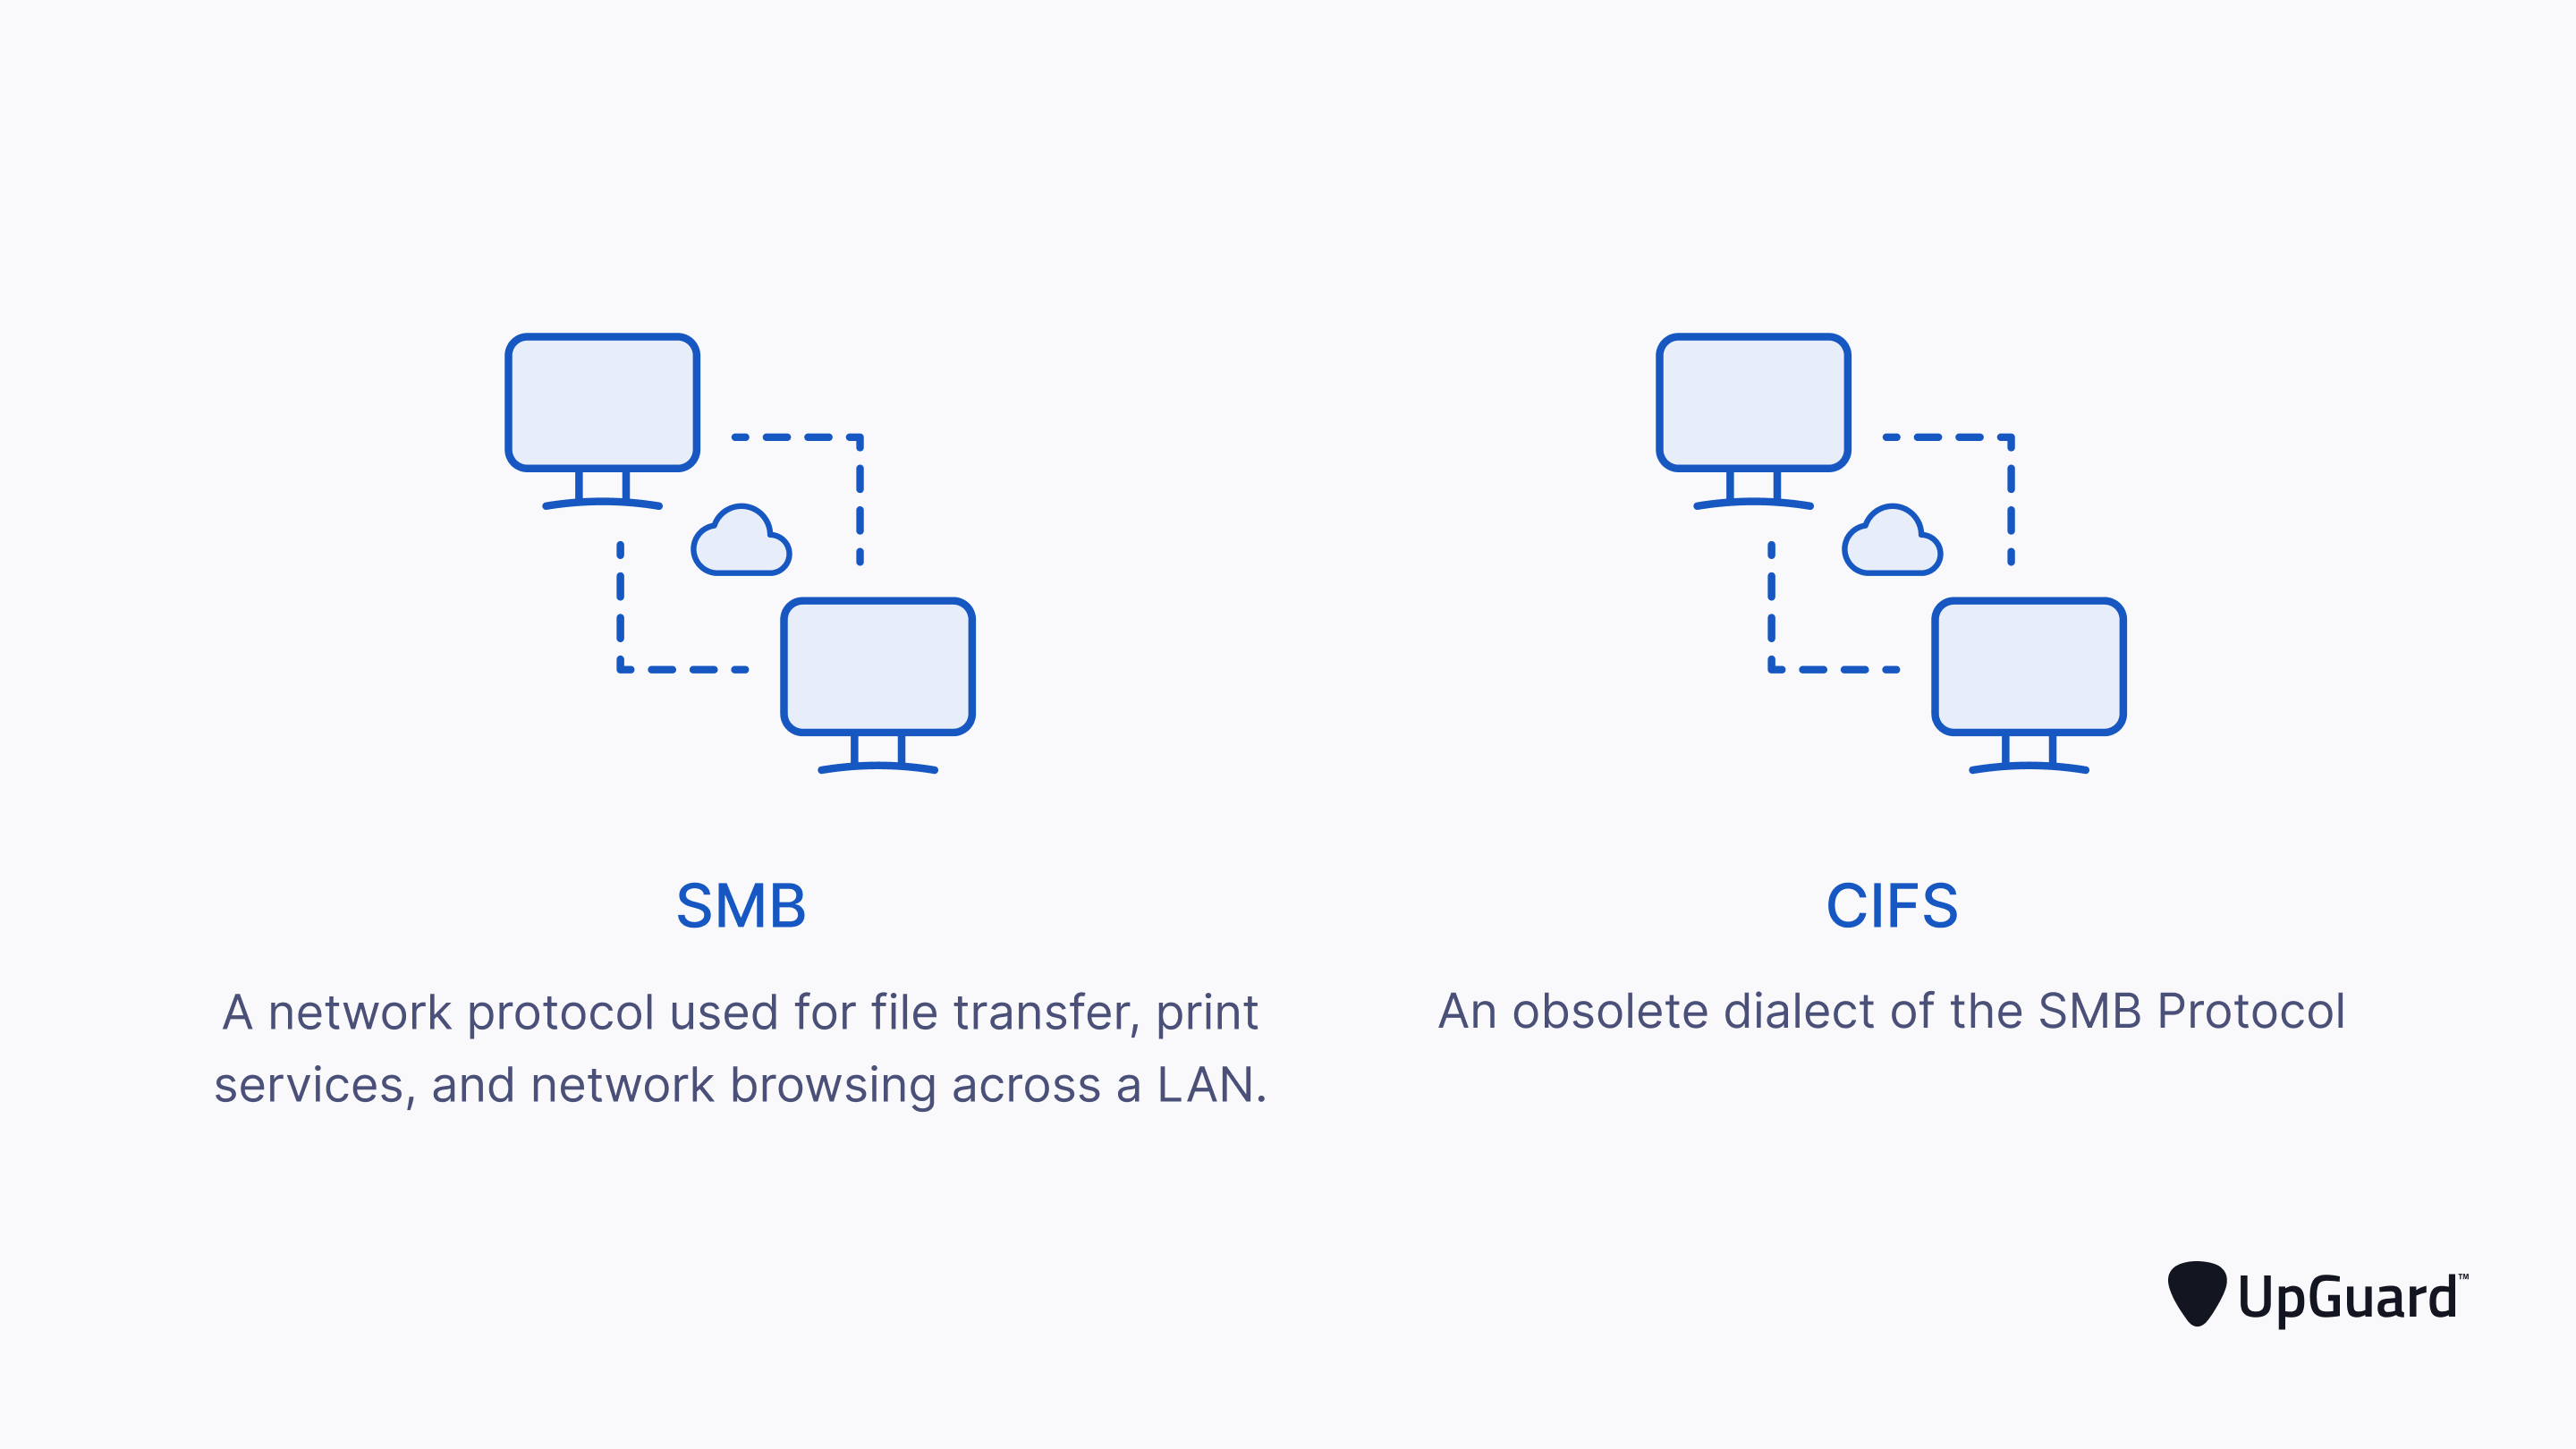 SMB
A network protocol used for file transfer, print
services, and network browsing across a LAN.
CIFS
An obsolete dialect of the SMB Protocol
UpGuard™